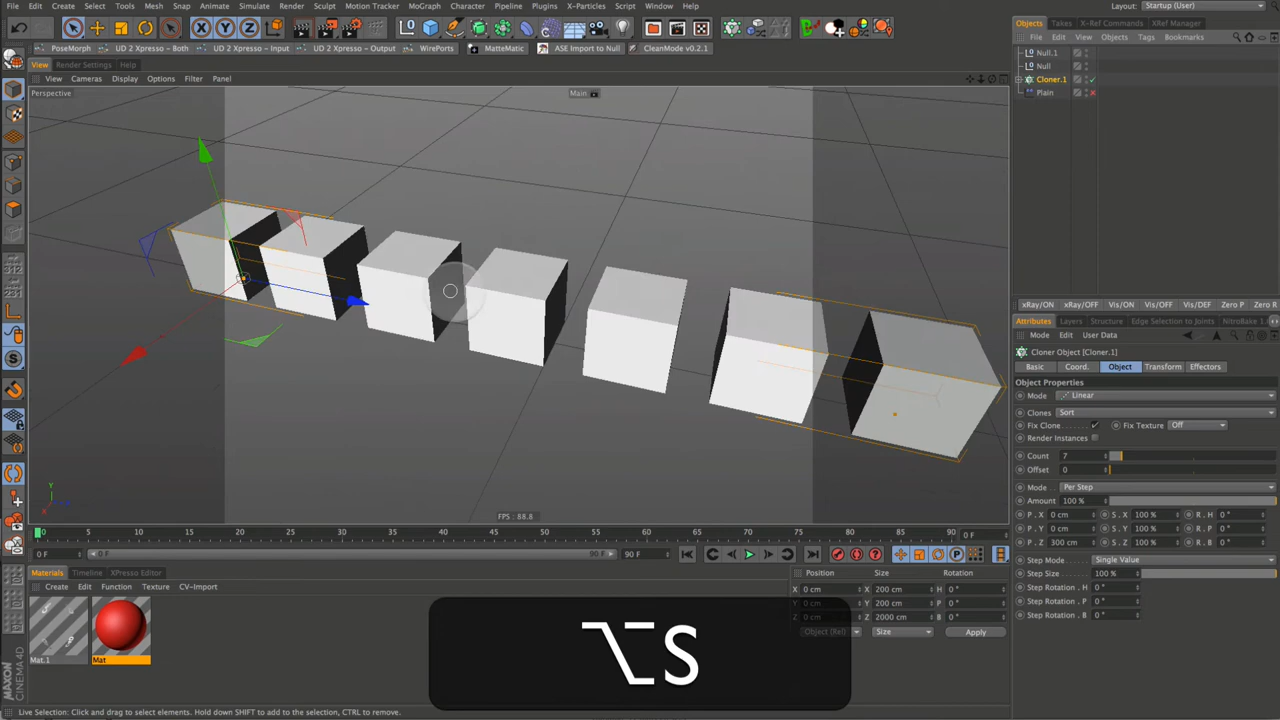 File Edit Create Select Tools Mesh Snap Animate Simulate Render Sculpt Motion Tracker MoGraph Character Pipeline Plugins X-Particles Script Window Help
Layout: Startup (User)
Objects Takes X-Ref Commands XRef Manager
File Edit View Objects Tags Bookmarks
PoseMorph UD 2 Xpresso - Both UD 2 Xpresso - Input UD 2 Xpresso - Output WirePorts MatteMatic ASE Import to Null CleanMode v0.2.1
Null.1
View Render Settings Help
Null
View Cameras Display Options Filter Panel
Cloner.1
Perspective
Main
Plain
xRay/ON xRay/OFF Vis/ON Vis/OFF Vis/DEF Zero P Zero R
Attributes Layers Structure Edge Selection to Joints NitroBake
Mode Edit User Data
Cloner Object [Cloner.1]
Basic Coord. Object Transform Effectors
Object Properties
Mode Linear
Clones Sort
Fix Clone Fix Texture Off
Render Instances
Count 7
Offset 0
Mode Per Step
Amount 100 %
P . X 0 cm S . X 100 % R . H 0 °
P . Y 0 cm S . Y 100 % R . P 0 °
P . Z 300 cm S . Z 100 % R . B 0 °
Step Mode Single Value
Step Size 100 %
Step Rotation . H 0 °
Step Rotation . P 0 °
Step Rotation . B 0 °
FPS : 88.8
0 5 10 15 20 25 30 35 40 45 50 55 60 65 70 75 80 85 90 0 F
0 F 0 F 90 F 90 F
Materials Timeline XPresso Editor
Create Edit Function Texture CV-Import
Mat.1 Mat
Position Size Rotation
X 0 cm X 200 cm H 0 °
Y 0 cm Y 200 cm P 0 °
Z 0 cm Z 2000 cm B 0 °
Object (Rel) Size Apply
⌥S
MAXON CINEMA 4D
Live Selection: Click and drag to select elements. Hold down SHIFT to add to the selection, CTRL to remove.